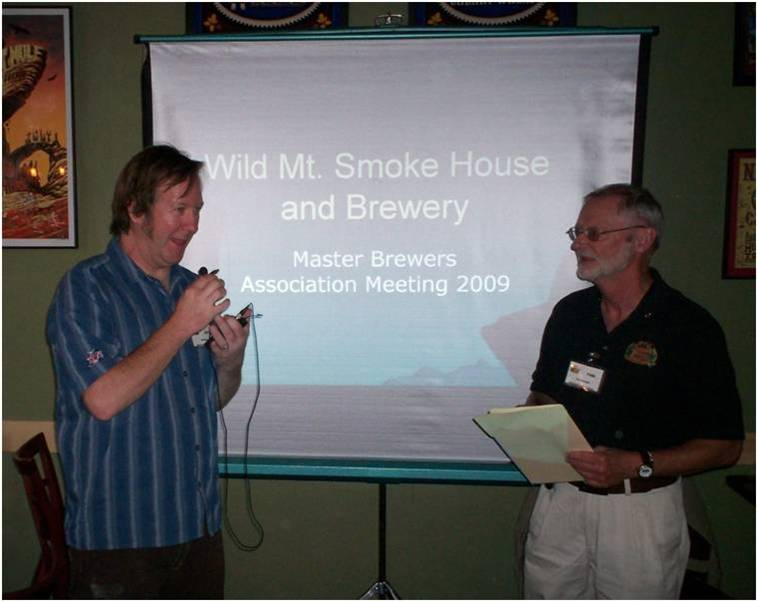 Wild Mt. Smoke House
and Brewery
Master Brewers
Association Meeting 2009